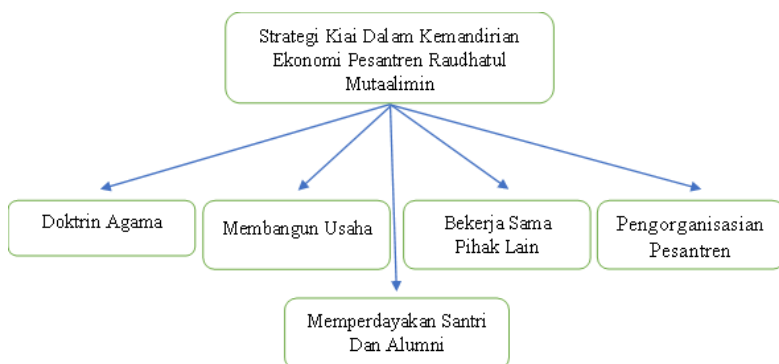 Strategi Kiai Dalam Kemandirian
Ekonomi Pesantren Raudhatul
Mutaalimin
Doktrin Agama
Membangun Usaha
Bekerja Sama
Pihak Lain
Pengorganisasian
Pesantren
Memperdayakan Santri
Dan Alumni